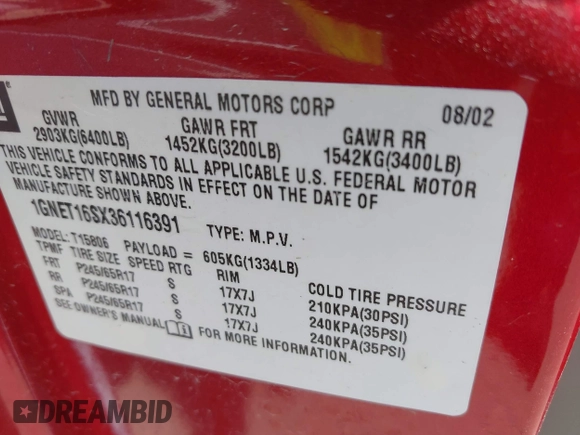 GM
MFD BY GENERAL MOTORS CORP 08/02
GVWR GAWR FRT GAWR RR
2903KG(6400LB) 1452KG(3200LB) 1542KG(3400LB)
THIS VEHICLE CONFORMS TO ALL APPLICABLE U.S. FEDERAL MOTOR
VEHICLE SAFETY STANDARDS IN EFFECT ON THE DATE OF
MANUFACTURE SHOWN ABOVE.
1GNET16SX36116391 TYPE: M.P.V.
MODEL: T15806 PAYLOAD = 605KG(1334LB)
TPMF TIRE SIZE SPEED RTG RIM COLD TIRE PRESSURE
FRT P245/65R17 S 17X7J 210KPA(30PSI)
RR P245/65R17 S 17X7J 240KPA(35PSI)
SPA P245/65R17 S 17X7J 240KPA(35PSI)
SEE OWNER'S MANUAL FOR MORE INFORMATION.
DREAMBID